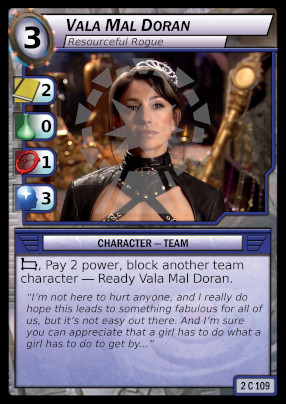 3
VALA MAL DORAN
Resourceful Rogue
2
0
1
3
CHARACTER – TEAM
, Pay 2 power, block another team
character — Ready Vala Mal Doran.
“I’m not here to hurt anyone, and I really do
hope this leads to something fabulous for all of
us, but it’s not easy out there. And I’m sure
you can appreciate that a girl has to do what a
girl has to do to get by...”
2 C 109